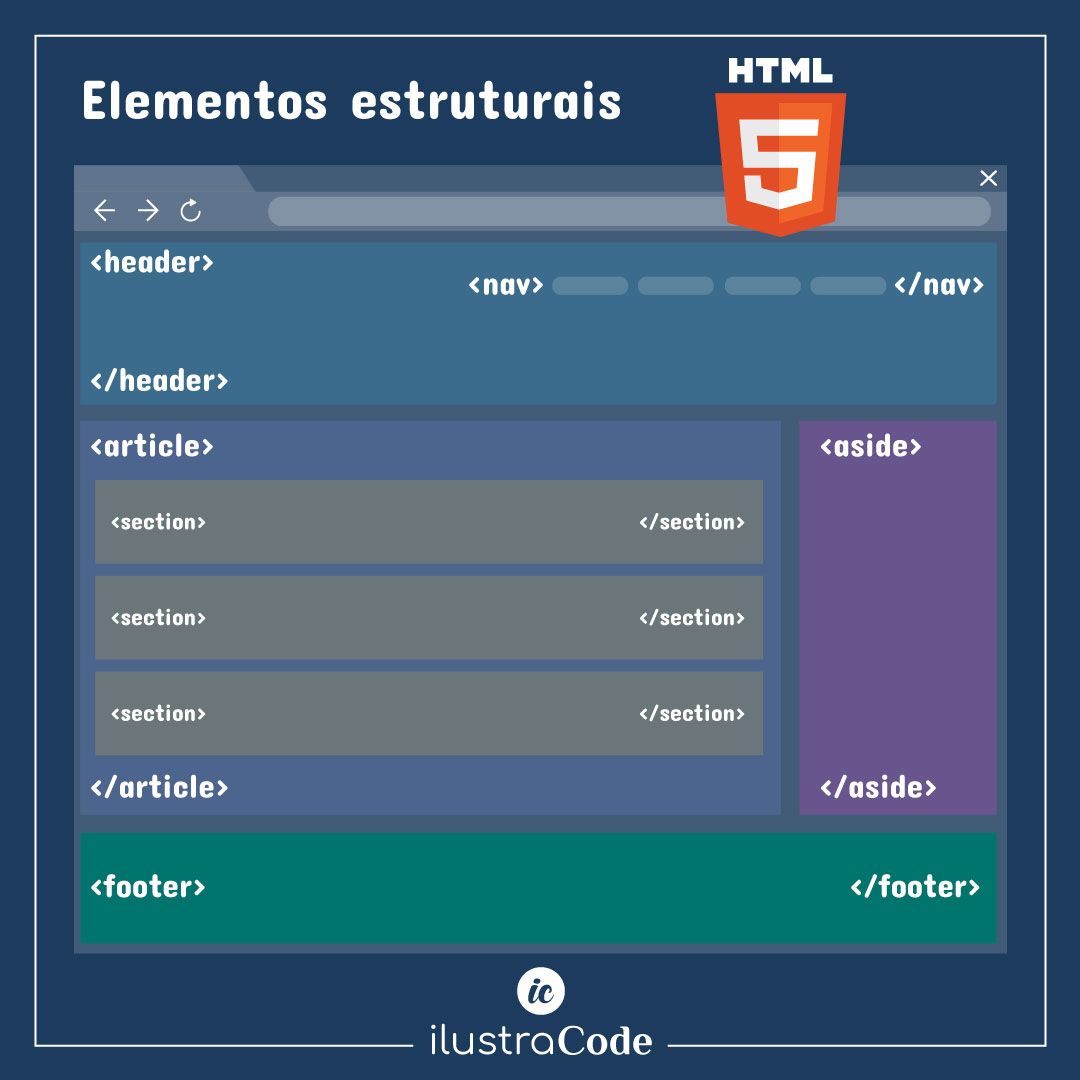 Elementos estruturais
HTML
5
<header>
<nav> </nav>
</header>
<article>
<section> </section>
<section> </section>
<section> </section>
</article>
<aside>
</aside>
<footer> </footer>
ic
ilustraCode